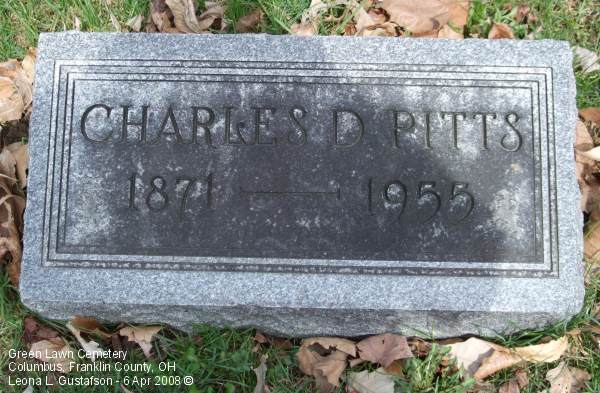 CHARLES D PITTS
1871 — 1955
Green Lawn Cemetery
Columbus, Franklin County, OH
Leona L. Gustafson - 6 Apr 2008 ©